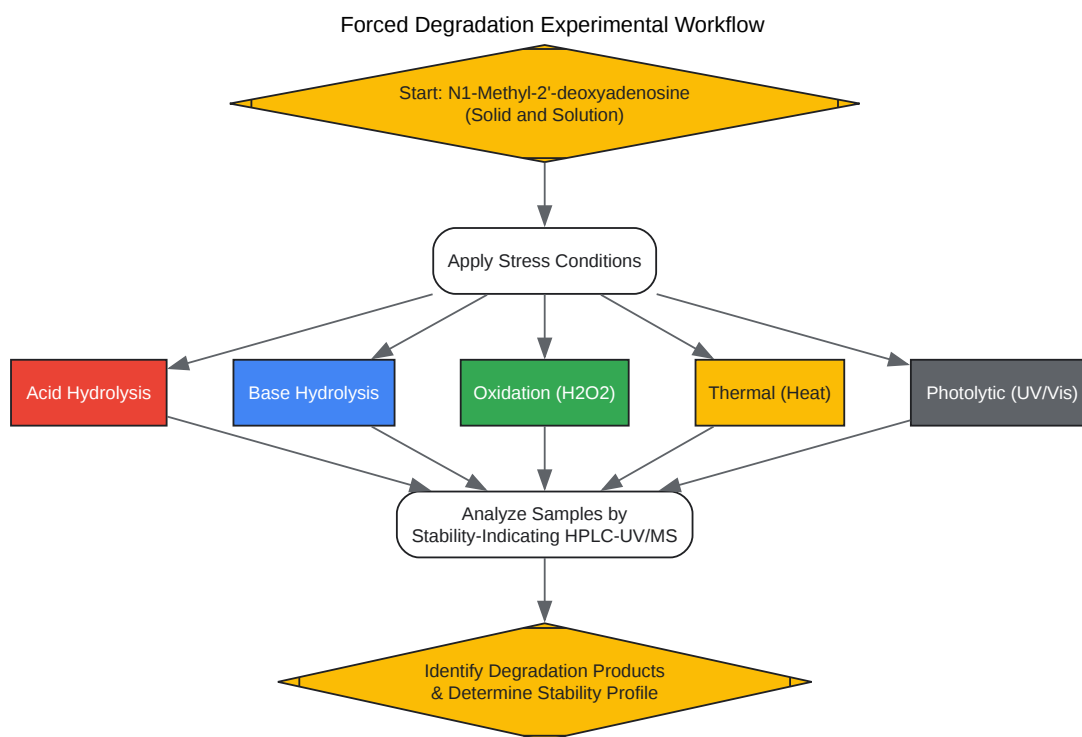 Forced Degradation Experimental Workflow
Start: N1-Methyl-2'-deoxyadenosine
(Solid and Solution)
Apply Stress Conditions
Acid Hydrolysis
Base Hydrolysis
Oxidation (H2O2)
Thermal (Heat)
Photolytic (UV/Vis)
Analyze Samples by
Stability-Indicating HPLC-UV/MS
Identify Degradation Products
& Determine Stability Profile